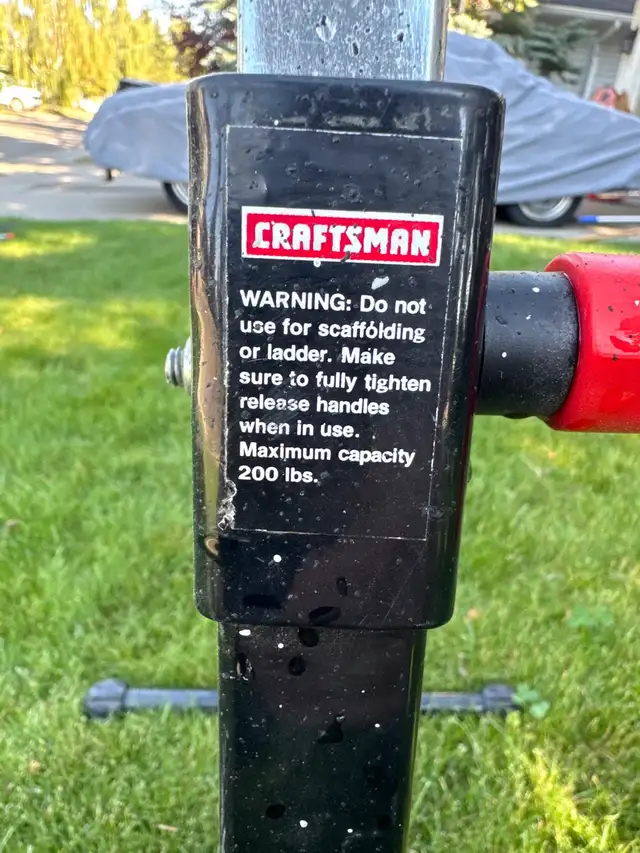 CRAFTSMAN
WARNING: Do not
use for scaffolding
or ladder. Make
sure to fully tighten
release handles
when in use.
Maximum capacity
200 lbs.